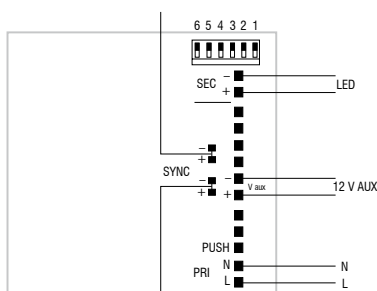 6 5 4 3 2 1
−
SEC
+
LED
−
+
SYNC
−
+
−
V aux
+
12 V AUX
PUSH
N
N
PRI
L
L